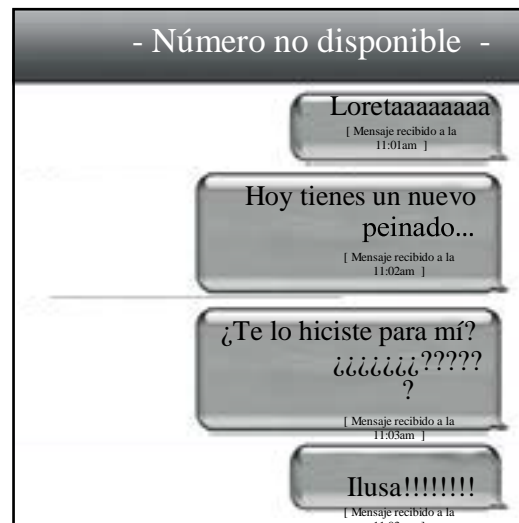 - Número no disponible -
Loretaaaaaaaa
[ Mensaje recibido a la
11:01am ]
Hoy tienes un nuevo
peinado...
[ Mensaje recibido a la
11:02am ]
¿Te lo hiciste para mí?
¿¿¿¿¿¿¿?????
?
[ Mensaje recibido a la
11:03am ]
Ilusa!!!!!!!!
[ Mensaje recibido a la